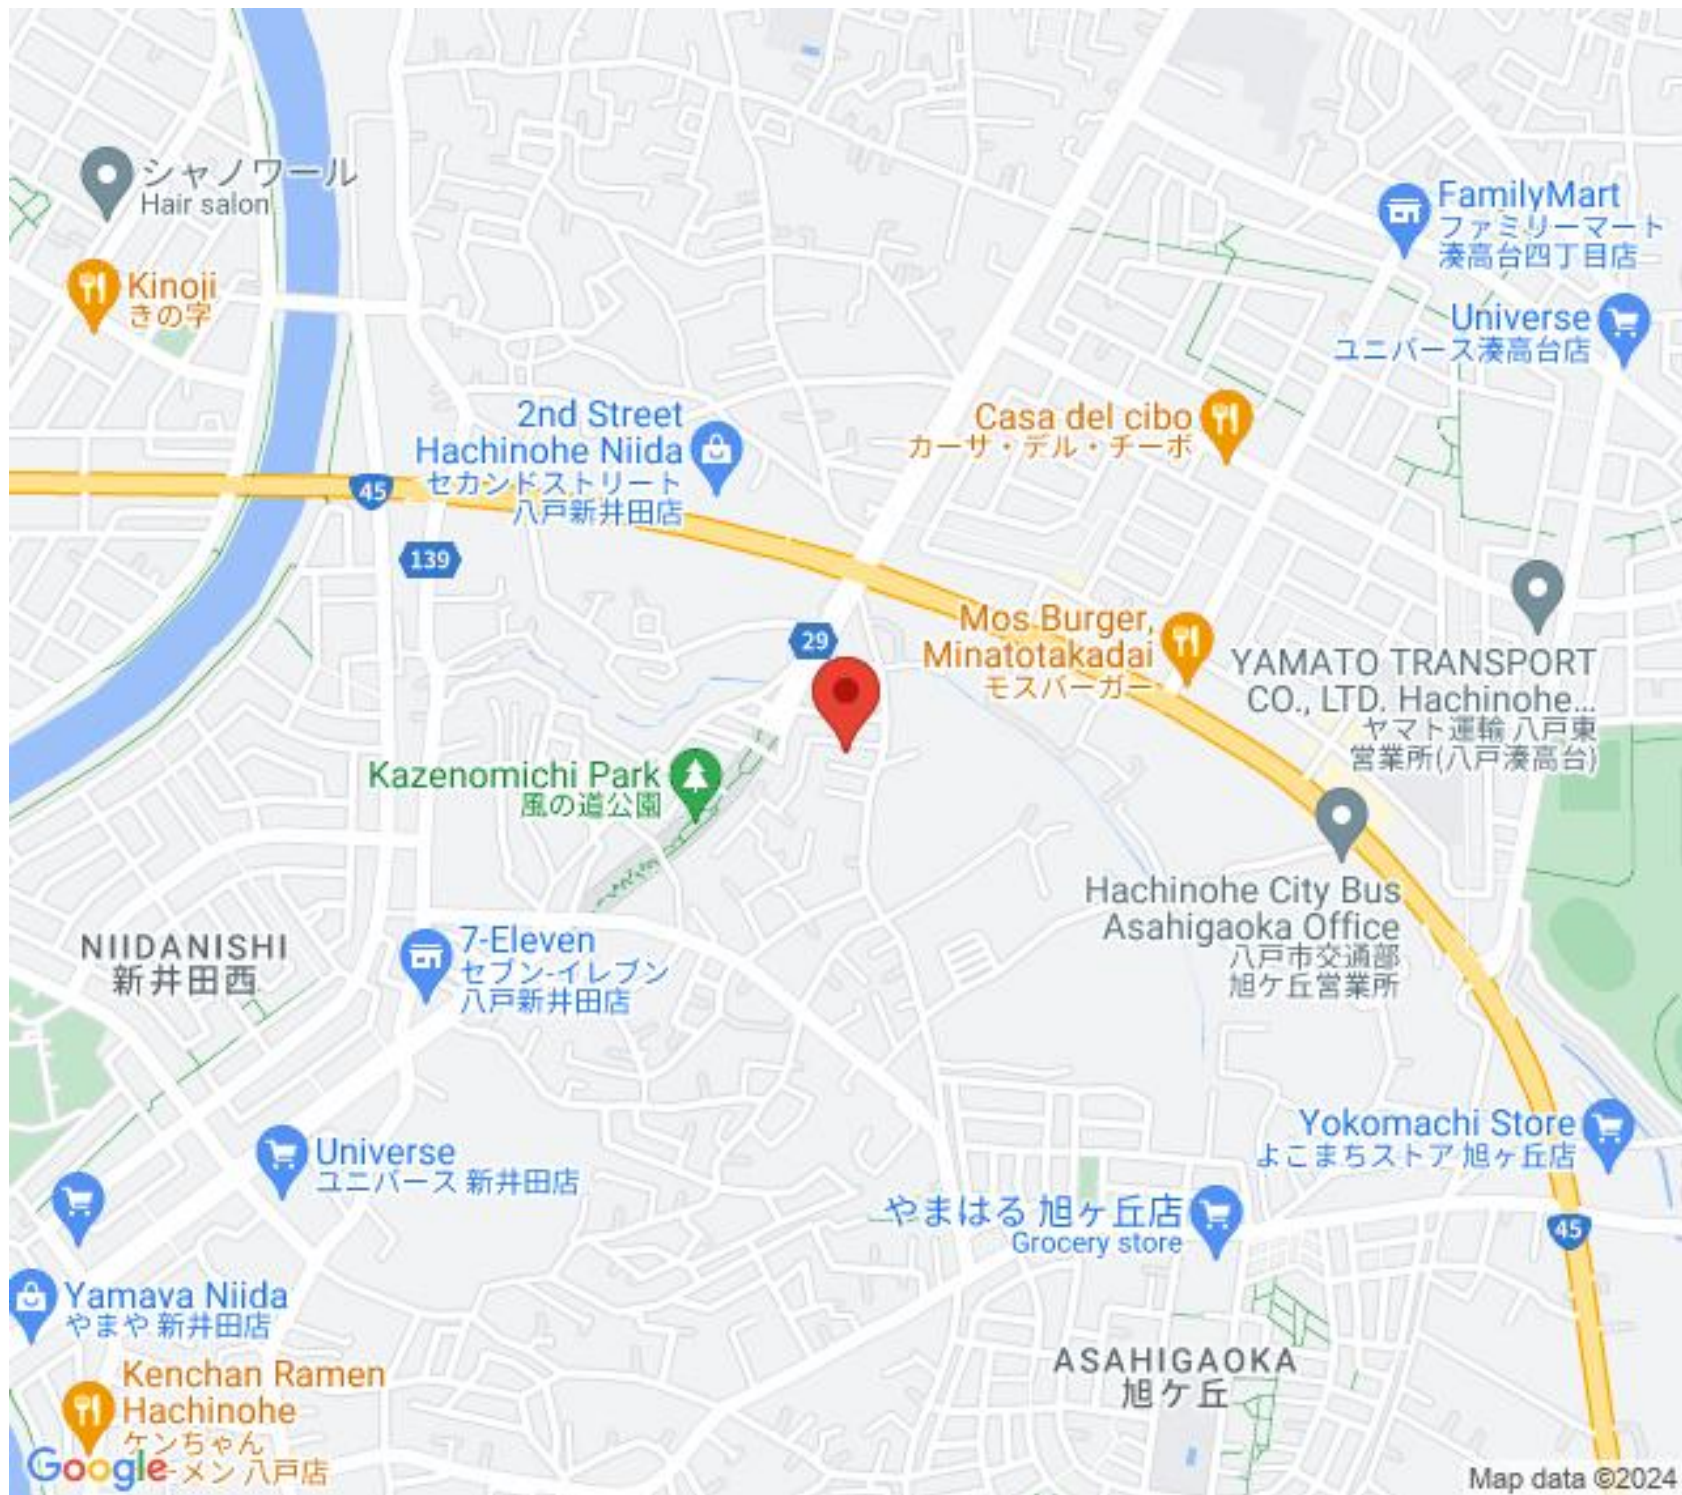 シャノワール
Hair salon
FamilyMart
ファミリーマート
湊高台四丁目店
Kinoji
きの字
Universe
ユニバース湊高台店
2nd Street
Hachinohe Niida
セカンドストリート
八戸新井田店
Casa del cibo
カーサ・デル・チーボ
45
139
29
Mos Burger,
Minatotakadai
モスバーガー
YAMATO TRANSPORT
CO., LTD. Hachinohe...
ヤマト運輸 八戸東
営業所(八戸湊高台)
Kazenomichi Park
風の道公園
Hachinohe City Bus
Asahigaoka Office
八戸市交通部
旭ケ丘営業所
NIIDANISHI
新井田西
7-Eleven
セブン-イレブン
八戸新井田店
Yokomachi Store
よこまちストア 旭ヶ丘店
Universe
ユニバース 新井田店
やまはる 旭ヶ丘店
Grocery store
45
Yamava Niida
やまや 新井田店
ASAHIGAOKA
旭ケ丘
Kenchan Ramen
Hachinohe
ケンちゃん
ーメン 八戸店
Google
Map data ©2024